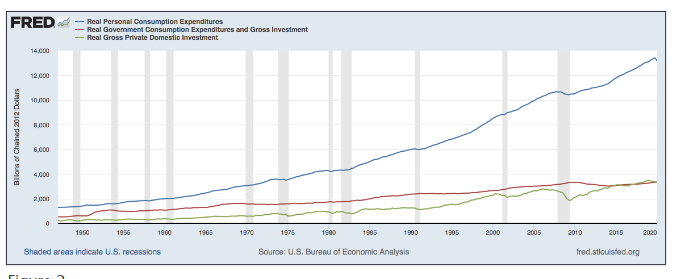 FRED
Real Personal Consumption Expenditures
Real Government Consumption Expenditures and Gross Investment
Real Gross Private Domestic Investment
Billions of Chained 2012 Dollars
14,000
12,000
10,000
8,000
6,000
4,000
2,000
0
1950 1955 1960 1965 1970 1975 1980 1985 1990 1995 2000 2005 2010 2015 2020
Shaded areas indicate U.S. recessions Source: U.S. Bureau of Economic Analysis fred.stlouisfed.org